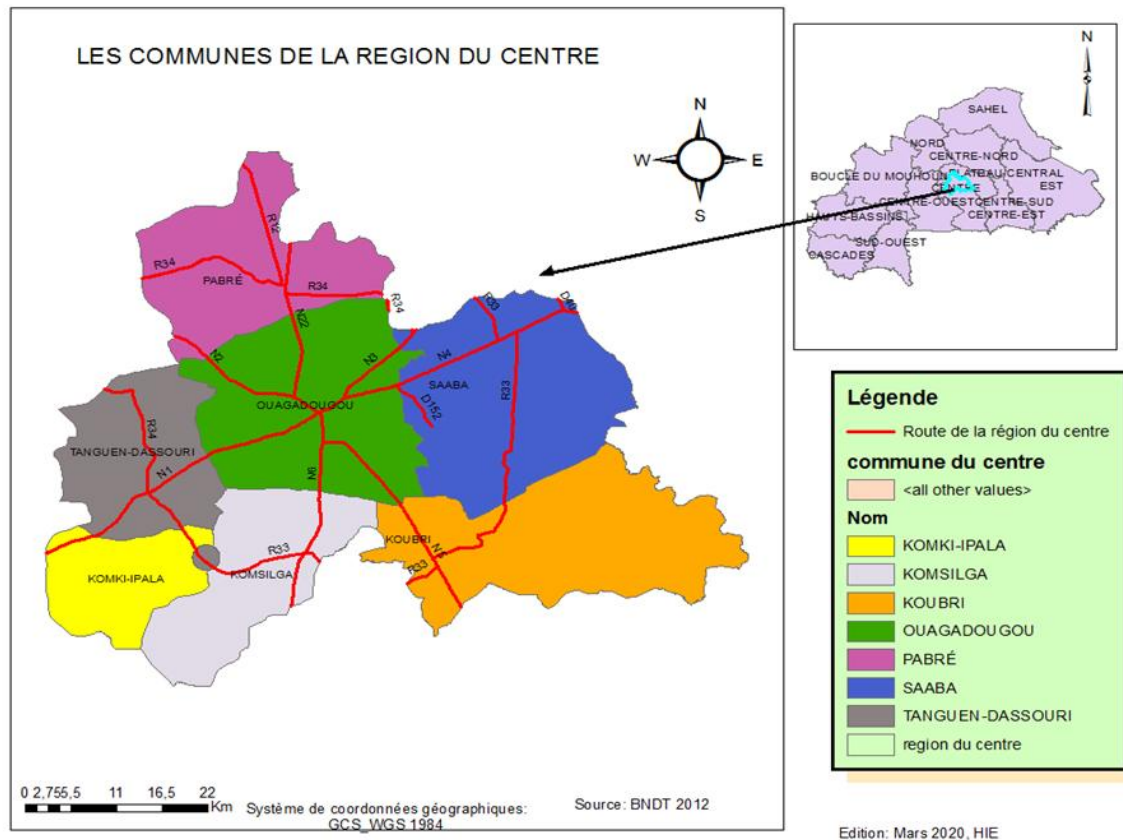 LES COMMUNES DE LA REGION DU CENTRE
N
W
E
S
R12
R34
PABRÉ
R34
R34
N22
N2
N3
R33
D40
N4
SAABA
R33
D152
OUAGADOUGOU
R34
TANGUEN-DASSOURI
N1
N6
KOUBRI
N5
R33
R33
KOMKI-IPALA
KOMSILGA
0 2,755,5 11 16,5 22
Km
Système de coordonnées géographiques:
GCS_WGS 1984
Source: BNDT 2012
N
S
SAHEL
NORD
CENTRE-NORD
BOUCLE DU MOUHOUN
PLATEAU-CENTRAL
EST
CENTRE
CENTRE-OUEST
CENTRE-SUD
HAUTS-BASSINS
CENTRE-EST
SUD-OUEST
CASCADES
Légende
Route de la région du centre
commune du centre
<all other values>
Nom
KOMKI-IPALA
KOMSILGA
KOUBRI
OUAGADOUGOU
PABRÉ
SAABA
TANGUEN-DASSOURI
region du centre
Edition: Mars 2020, HIE